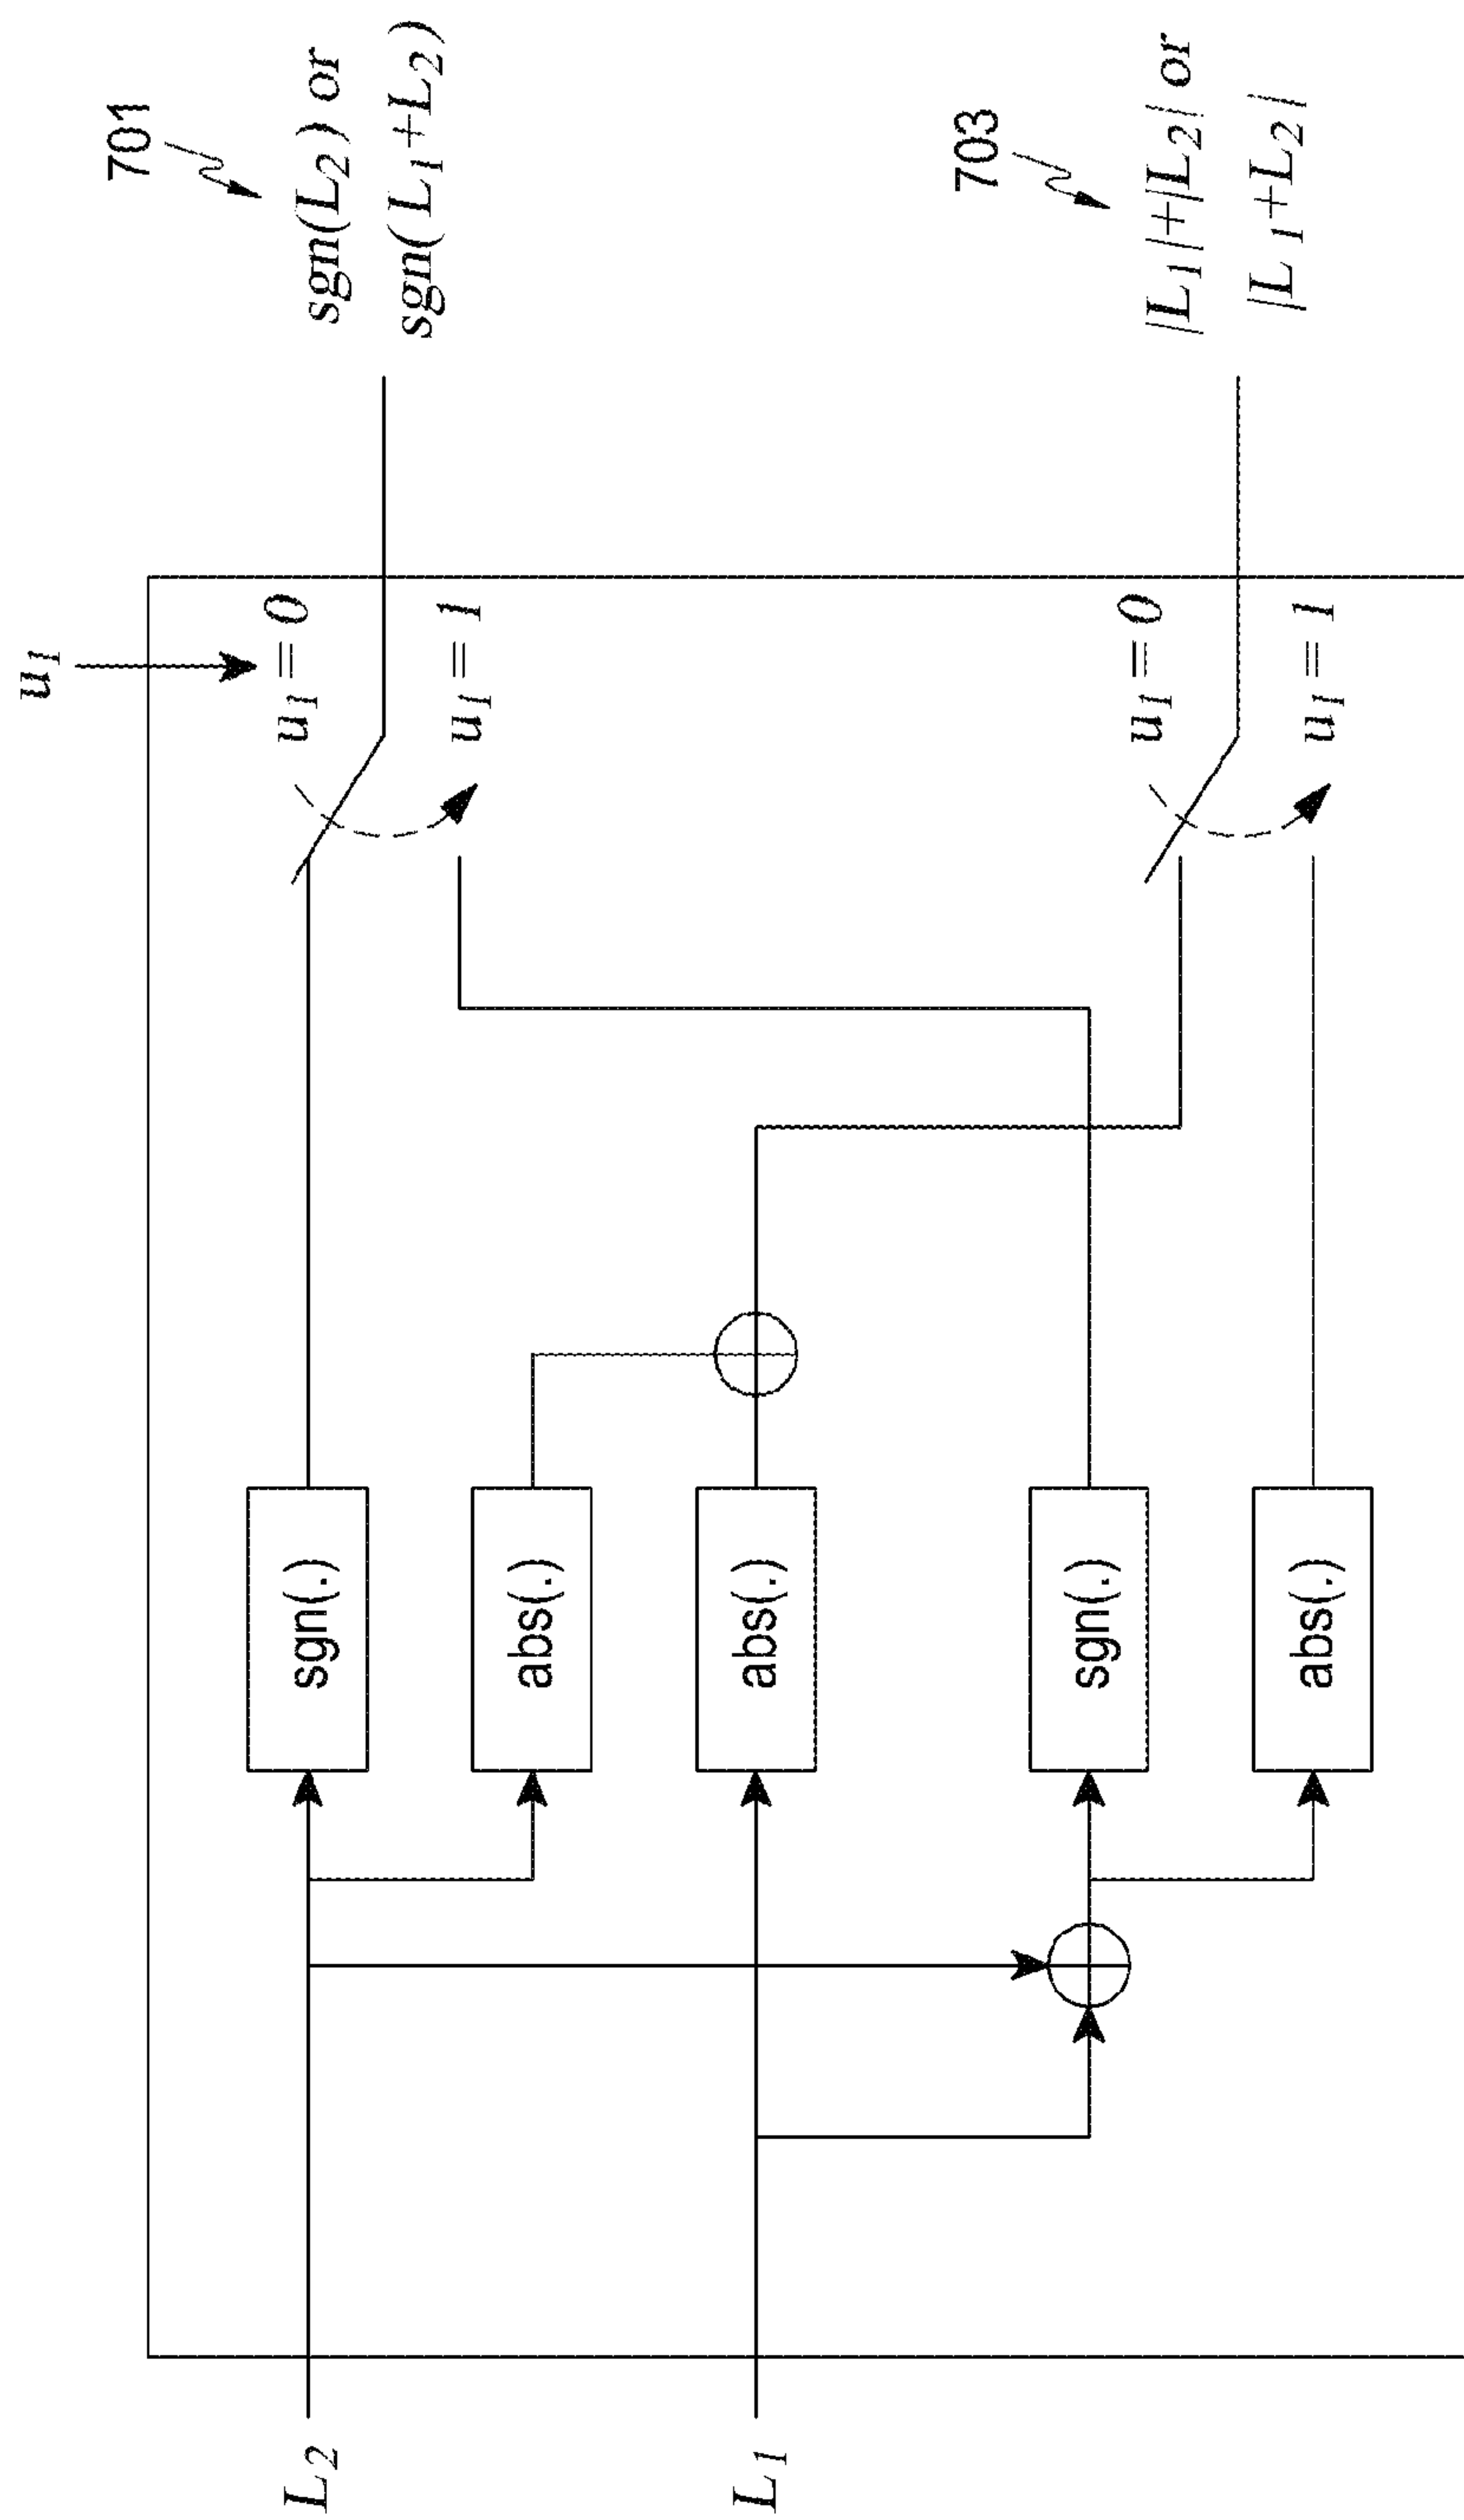 u1
701
sgn(L2) or
sgn(L1+L2)
u1=0
u1=1
703
|L1|+|L2| or
|L1+L2|
u1=0
u1=1
sgn(.)
abs(.)
abs(.)
sgn(.)
abs(.)
L2
L1